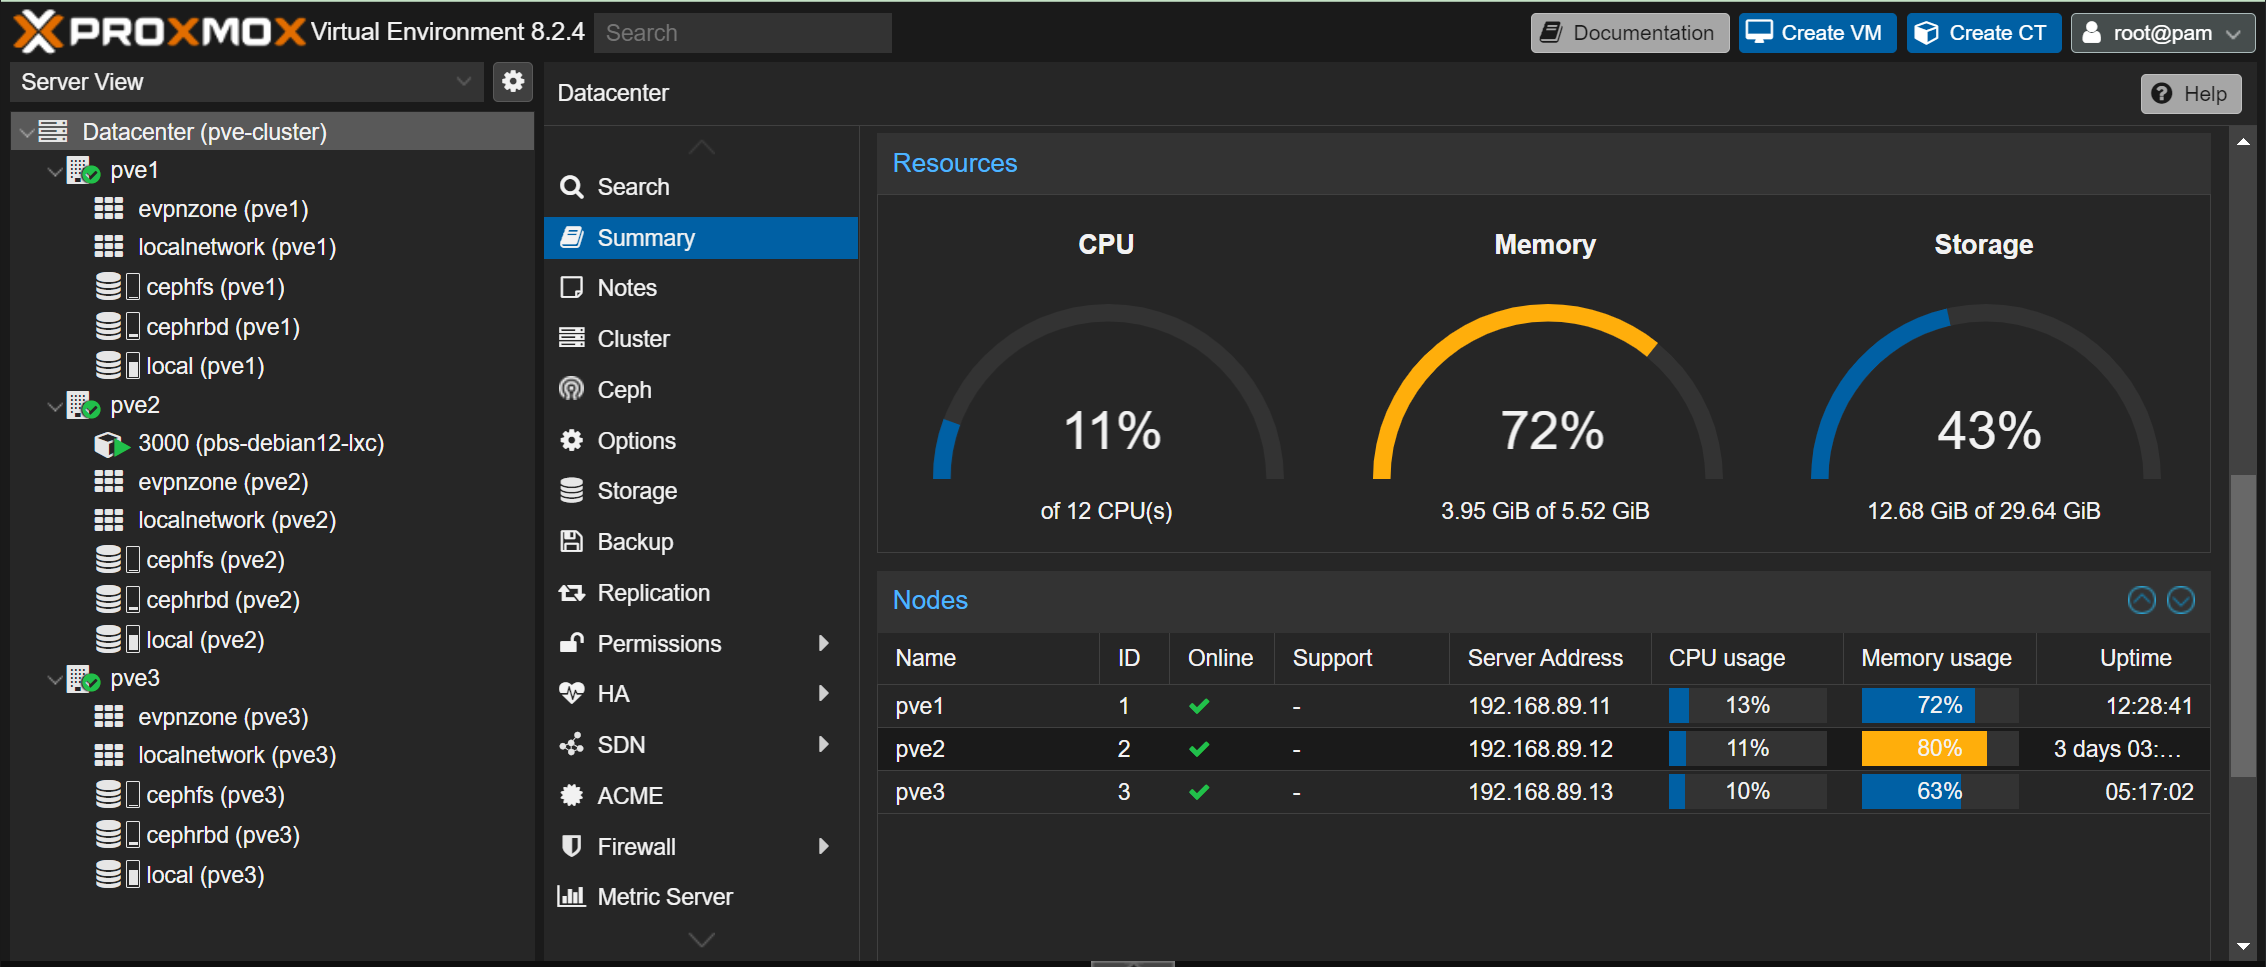 PROXMOX Virtual Environment 8.2.4 Search Documentation Create VM Create CT root@pam
Server View
Datacenter (pve-cluster)
pve1
evpnzone (pve1)
localnetwork (pve1)
cephfs (pve1)
cephrbd (pve1)
local (pve1)
pve2
3000 (pbs-debian12-lxc)
evpnzone (pve2)
localnetwork (pve2)
cephfs (pve2)
cephrbd (pve2)
local (pve2)
pve3
evpnzone (pve3)
localnetwork (pve3)
cephfs (pve3)
cephrbd (pve3)
local (pve3)
Datacenter
Help
Search
Summary
Notes
Cluster
Ceph
Options
Storage
Backup
Replication
Permissions
HA
SDN
ACME
Firewall
Metric Server
Resources
CPU Memory Storage
11% 72% 43%
of 12 CPU(s) 3.95 GiB of 5.52 GiB 12.68 GiB of 29.64 GiB
Nodes
Name ID Online Support Server Address CPU usage Memory usage Uptime
pve1 1 - 192.168.89.11 13% 72% 12:28:41
pve2 2 - 192.168.89.12 11% 80% 3 days 03:...
pve3 3 - 192.168.89.13 10% 63% 05:17:02